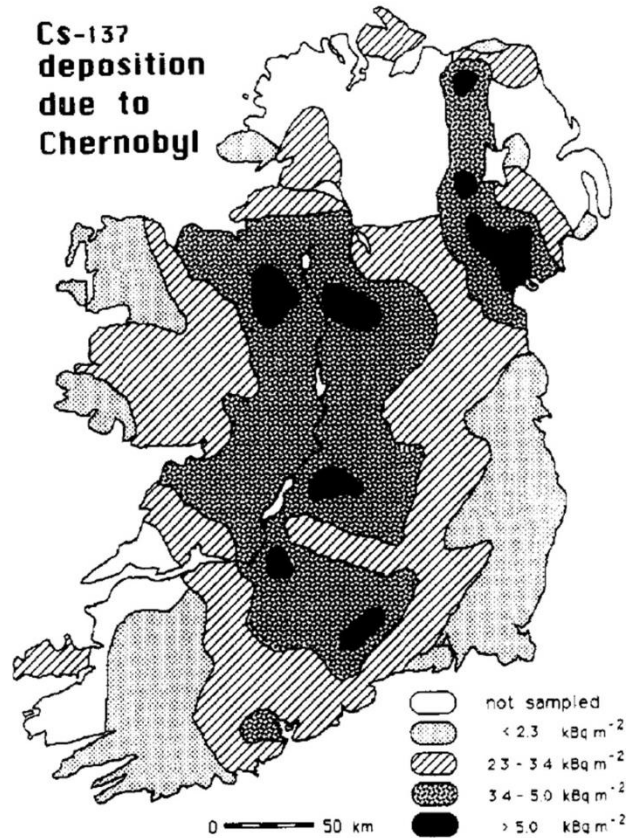 Cs-137
deposition
due to
Chernobyl
not sampled
< 2.3 kBq m⁻²
2.3 - 3.4 kBq m⁻²
3.4 - 5.0 kBq m⁻²
> 5.0 kBq m⁻²
0 50 km